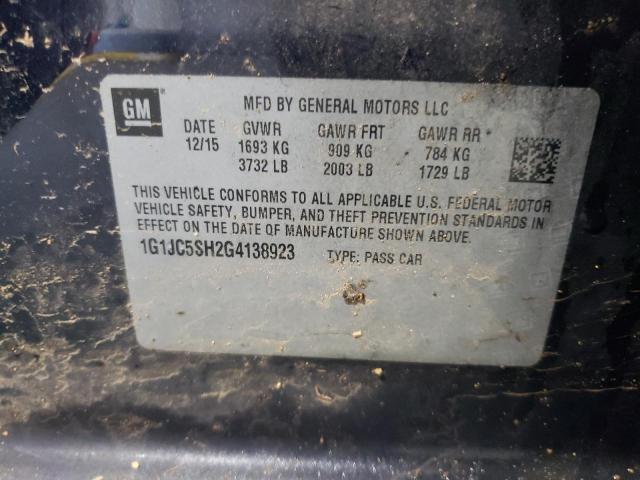 GM
MFD BY GENERAL MOTORS LLC
DATE GVWR GAWR FRT GAWR RR
12/15 1693 KG 909 KG 784 KG
3732 LB 2003 LB 1729 LB
THIS VEHICLE CONFORMS TO ALL APPLICABLE U.S. FEDERAL MOTOR
VEHICLE SAFETY, BUMPER, AND THEFT PREVENTION STANDARDS IN
EFFECT ON THE DATE OF MANUFACTURE SHOWN ABOVE.
1G1JC5SH2G4138923 TYPE: PASS CAR